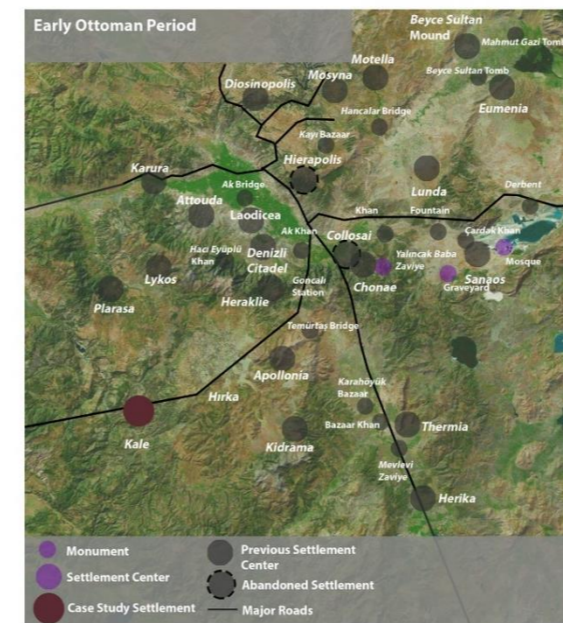 Early Ottoman Period
Beyce Sultan
Mound
Mahmut Gazi Tomb
Motella
Mosyna
Beyce Sultan Tomb
Diosinopolis
Eumenia
Hancalar Bridge
Kayı Bazaar
Hierapolis
Karura
Lunda
Ak Bridge
Derbent
Attouda
Laodicea
Khan
Fountain
Ak Khan
Collosai
Çardak Khan
Hacı Eyüplü
Khan
Denizli
Citadel
Yalıncak Baba
Zaviye
Mosque
Lykos
Goncalı
Station
Chonae
Sanaos
Graveyard
Plarasa
Heraklie
Temürtaş Bridge
Apollonia
Hırka
Karahöyük
Bazaar
Kale
Bazaar Khan
Thermia
Kidrama
Mevlevi
Zaviye
Herika
Monument
Settlement Center
Case Study Settlement
Previous Settlement
Center
Abandoned Settlement
Major Roads